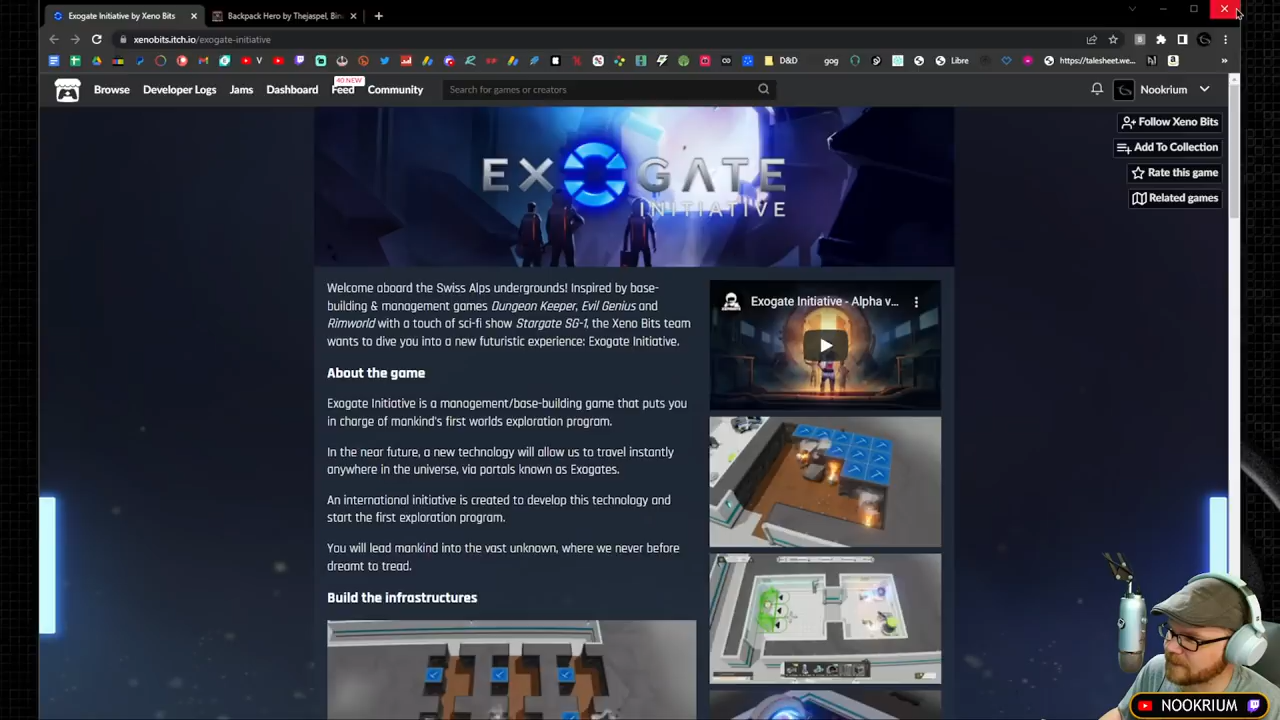 Exogate Initiative by Xeno Bits
Backpack Hero by Thejaspel, Bin
xenobits.itch.io/exogate-initiative
V
D&D
gog
Libre
https://talesheet.we...
Browse
Developer Logs
Jams
Dashboard
40 NEW
Feed
Community
Search for games or creators
Nookrium
EXOGATE
INITIATIVE
Follow Xeno Bits
Add To Collection
Rate this game
Related games
Welcome aboard the Swiss Alps undergrounds! Inspired by base-
building & management games Dungeon Keeper, Evil Genius and
Rimworld with a touch of sci-fi show Stargate SG-1, the Xeno Bits team
wants to dive you into a new futuristic experience: Exogate Initiative.
About the game
Exogate Initiative is a management/base-building game that puts you
in charge of mankind's first worlds exploration program.
In the near future, a new technology will allow us to travel instantly
anywhere in the universe, via portals known as Exogates.
An international initiative is created to develop this technology and
start the first exploration program.
You will lead mankind into the vast unknown, where we never before
dreamt to tread.
Build the infrastructures
Exogate Initiative - Alpha v...
NOOKRIUM